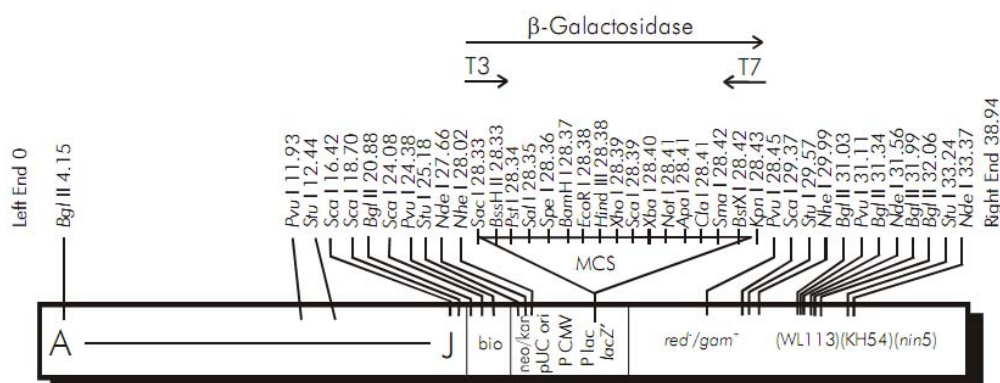 β-Galactosidase
T3 T7
Left End 0
Bgl II 4.15
Pvu I 11.93
Stu I 12.44
Sca I 16.42
Sca I 18.70
Bgl II 20.88
Sca I 24.08
Pvu I 24.38
Stu I 25.18
Nde I 27.66
Nhe I 28.02
Sac I 28.33
BssH II 28.33
Pst I 28.34
Sal I 28.35
Spe I 28.36
BamH I 28.37
EcoR I 28.38
Hind III 28.38
Xho I 28.39
Sca I 28.39
Xba I 28.40
Not I 28.41
Apa I 28.41
Cla I 28.41
Sma I 28.42
BstX I 28.42
Kpn I 28.43
Pvu I 28.45
Sca I 29.37
Stu I 29.57
Nhe I 29.99
Bgl II 31.03
Pvu I 31.11
Bgl II 31.34
Nde I 31.56
Bgl II 31.99
Bgl II 32.06
Stu I 33.24
Nde I 33.37
Right End 38.94
MCS
A J bio
neo/kan
pUC ori
P CMV
P lac
lacZ'
red⁻/gam⁻ (WL113)(KH54)(nin5)